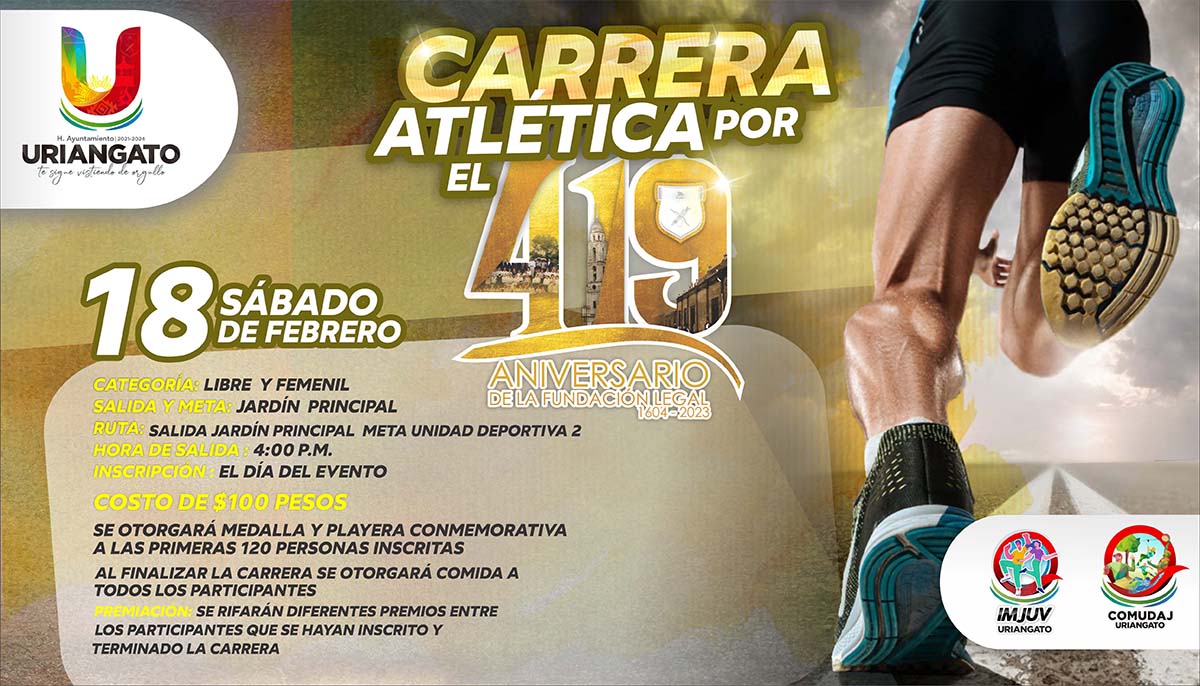 H. Ayuntamiento | 2021-2024
URIANGATO
te sigue vistiendo de orgullo
CARRERA
ATLÉTICA POR
EL 419
ANIVERSARIO
DE LA FUNDACIÓN LEGAL
1604 - 2023
18 SÁBADO
DE FEBRERO
CATEGORÍA: LIBRE Y FEMENIL
SALIDA Y META: JARDÍN PRINCIPAL
RUTA: SALIDA JARDÍN PRINCIPAL META UNIDAD DEPORTIVA 2
HORA DE SALIDA : 4:00 P.M.
INSCRIPCIÓN : EL DÍA DEL EVENTO
COSTO DE $100 PESOS
SE OTORGARÁ MEDALLA Y PLAYERA CONMEMORATIVA
A LAS PRIMERAS 120 PERSONAS INSCRITAS
AL FINALIZAR LA CARRERA SE OTORGARÁ COMIDA A
TODOS LOS PARTICIPANTES
PREMIACIÓN: SE RIFARÁN DIFERENTES PREMIOS ENTRE
LOS PARTICIPANTES QUE SE HAYAN INSCRITO Y
TERMINADO LA CARRERA
iMJUV
URIANGATO
COMUDAJ
URIANGATO